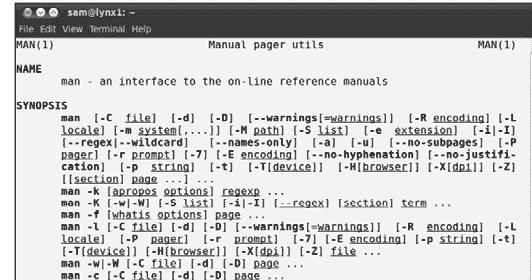 sam@lynx1: ~
File Edit View Terminal Help
MAN(1) Manual pager utils MAN(1)
NAME
man - an interface to the on-line reference manuals
SYNOPSIS
man [-C file] [-d] [-D] [--warnings[=warnings]] [-R encoding] [-L
locale] [-m system[,...]] [-M path] [-S list] [-e extension] [-i|-I]
[--regex|--wildcard] [--names-only] [-a] [-u] [--no-subpages] [-P
pager] [-r prompt] [-7] [-E encoding] [--no-hyphenation] [--no-justifi-
cation] [-p string] [-t] [-T[device]] [-H[browser]] [-X[dpi]] [-Z]
[[section] page ...] ...
man -k [apropos options] regexp ...
man -K [-w|-W] [-S list] [-i|-I] [--regex] [section] term ...
man -f [whatis options] page ...
man -l [-C file] [-d] [-D] [--warnings[=warnings]] [-R encoding] [-L
locale] [-P pager] [-r prompt] [-7] [-E encoding] [-p string] [-t]
[-T[device]] [-H[browser]] [-X[dpi]] [-Z] file ...
man -w|-W [-C file] [-d] [-D] page ...
man -c [-C file] [-d] [-D] page ...